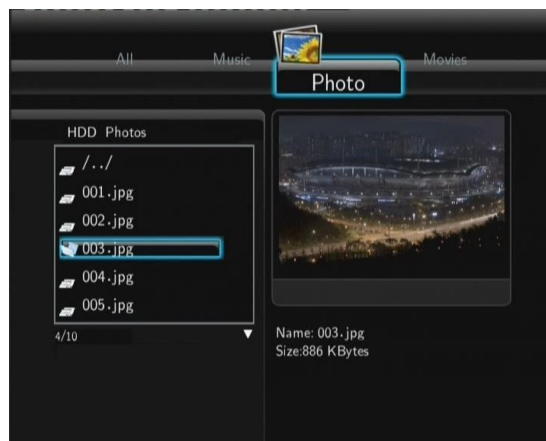 All Music Photo Movies
HDD Photos
/../
001.jpg
002.jpg
003.jpg
004.jpg
005.jpg
4/10
Name: 003.jpg
Size:886 KBytes